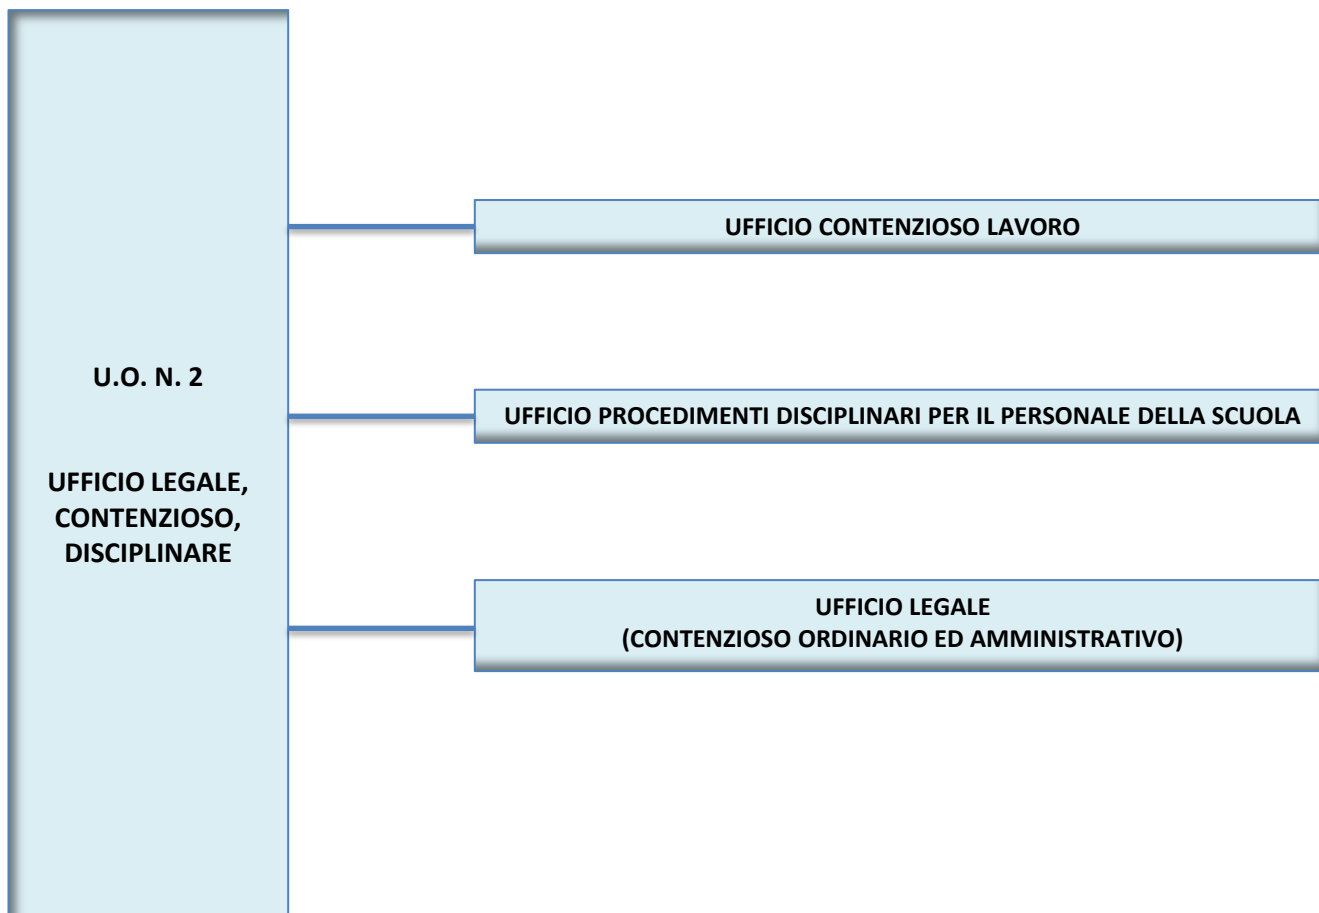 U.O. N. 2
UFFICIO LEGALE,
CONTENZIOSO,
DISCIPLINARE
UFFICIO CONTENZIOSO LAVORO
UFFICIO PROCEDIMENTI DISCIPLINARI PER IL PERSONALE DELLA SCUOLA
UFFICIO LEGALE
(CONTENZIOSO ORDINARIO ED AMMINISTRATIVO)